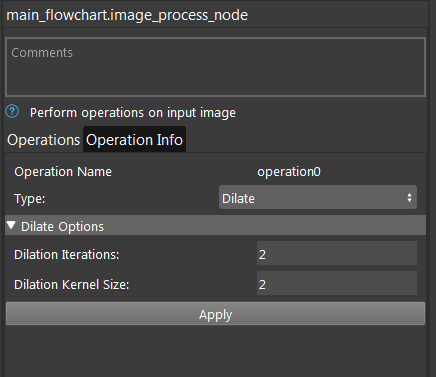 main_flowchart.image_process_node
Comments
? Perform operations on input image
Operations Operation Info
Operation Name operation0
Type: Dilate
Dilate Options
Dilation Iterations: 2
Dilation Kernel Size: 2
Apply